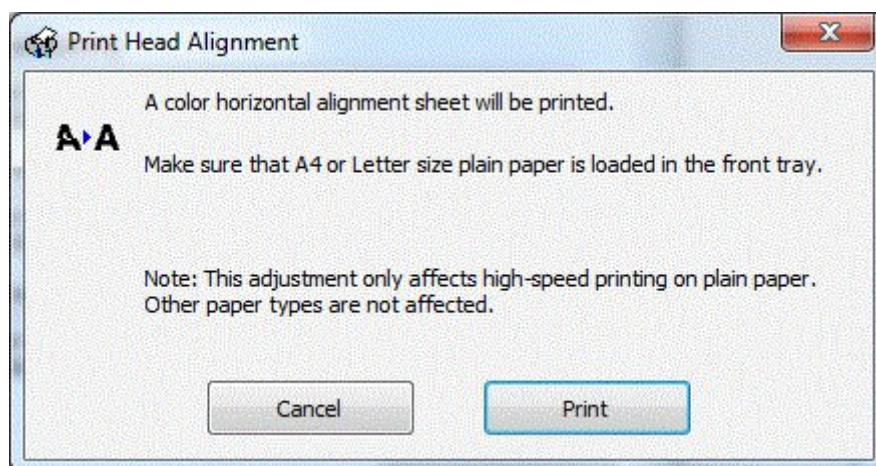 Print Head Alignment
A A
A color horizontal alignment sheet will be printed.
Make sure that A4 or Letter size plain paper is loaded in the front tray.
Note: This adjustment only affects high-speed printing on plain paper.
Other paper types are not affected.
Cancel
Print